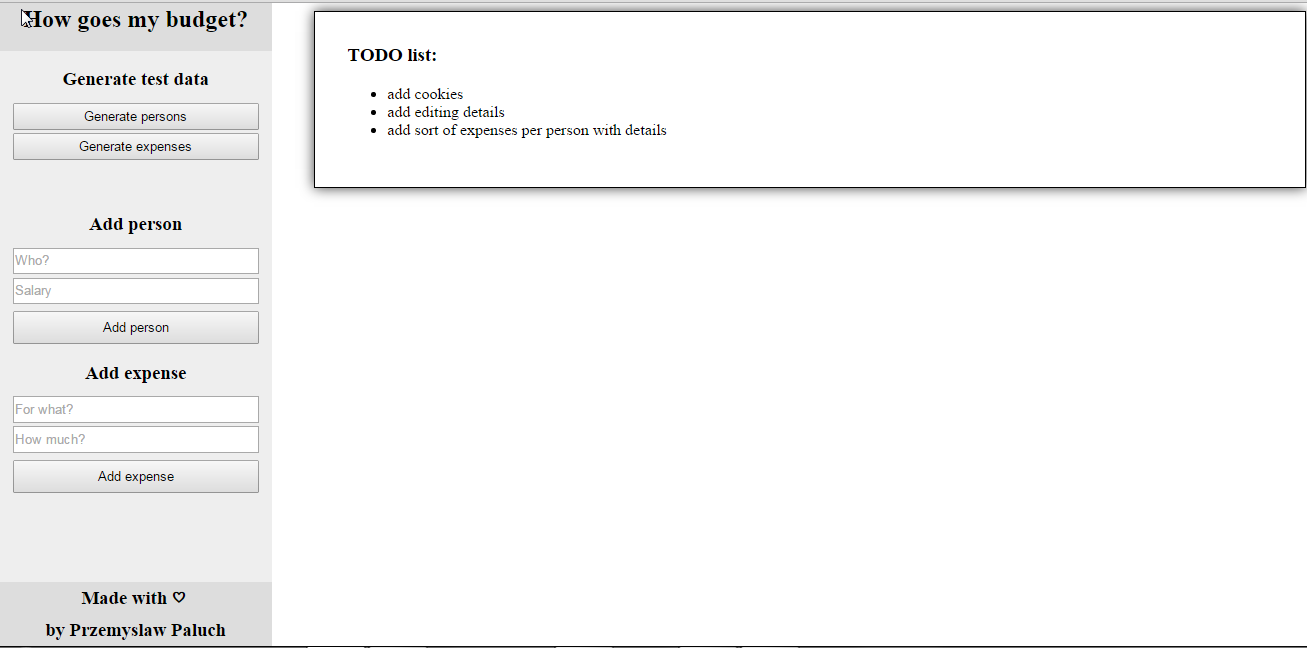 How goes my budget?
Generate test data
Generate persons
Generate expenses
Add person
Who?
Salary
Add person
Add expense
For what?
How much?
Add expense
Made with ♡
by Przemyslaw Paluch
TODO list:
• add cookies
• add editing details
• add sort of expenses per person with details